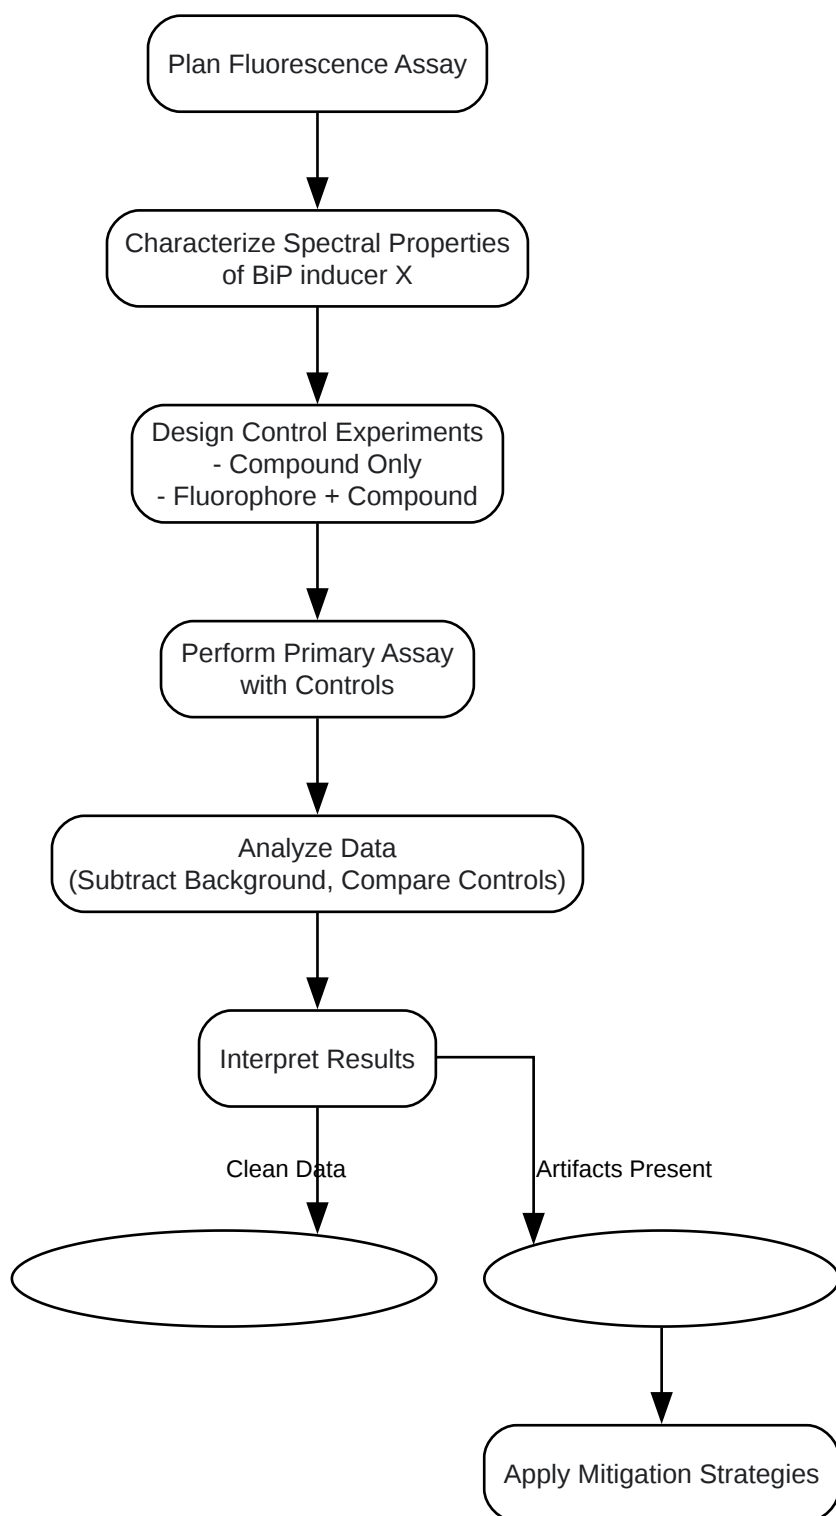 Plan Fluorescence Assay
Characterize Spectral Properties
of BiP inducer X
Design Control Experiments
- Compound Only
- Fluorophore + Compound
Perform Primary Assay
with Controls
Analyze Data
(Subtract Background, Compare Controls)
Interpret Results
Clean Data
Artifacts Present
Apply Mitigation Strategies